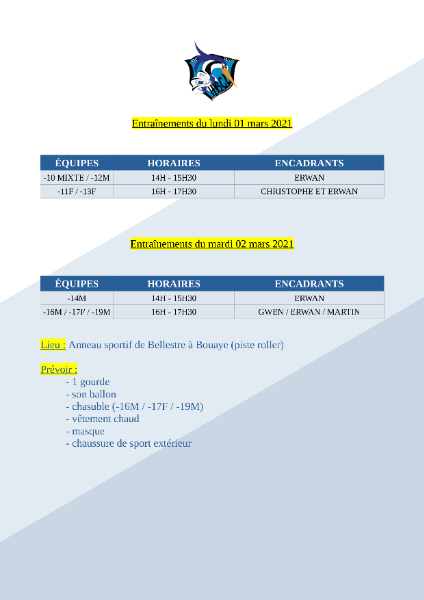 Entraînements du lundi 01 mars 2021
ÉQUIPES HORAIRES ENCADRANTS
-10 MIXTE / -12M 14H - 15H30 ERWAN
-11F / -13F 16H - 17H30 CHRISTOPHE ET ERWAN
Entraînements du mardi 02 mars 2021
ÉQUIPES HORAIRES ENCADRANTS
-14M 14H - 15H30 ERWAN
-16M / -17F / -19M 16H - 17H30 GWEN / ERWAN / MARTIN
Lieu : Anneau sportif de Bellestre à Bouaye (piste roller)
Prévoir :
- 1 gourde
- son ballon
- chasuble (-16M / -17F / -19M)
- vêtement chaud
- masque
- chaussure de sport extérieur